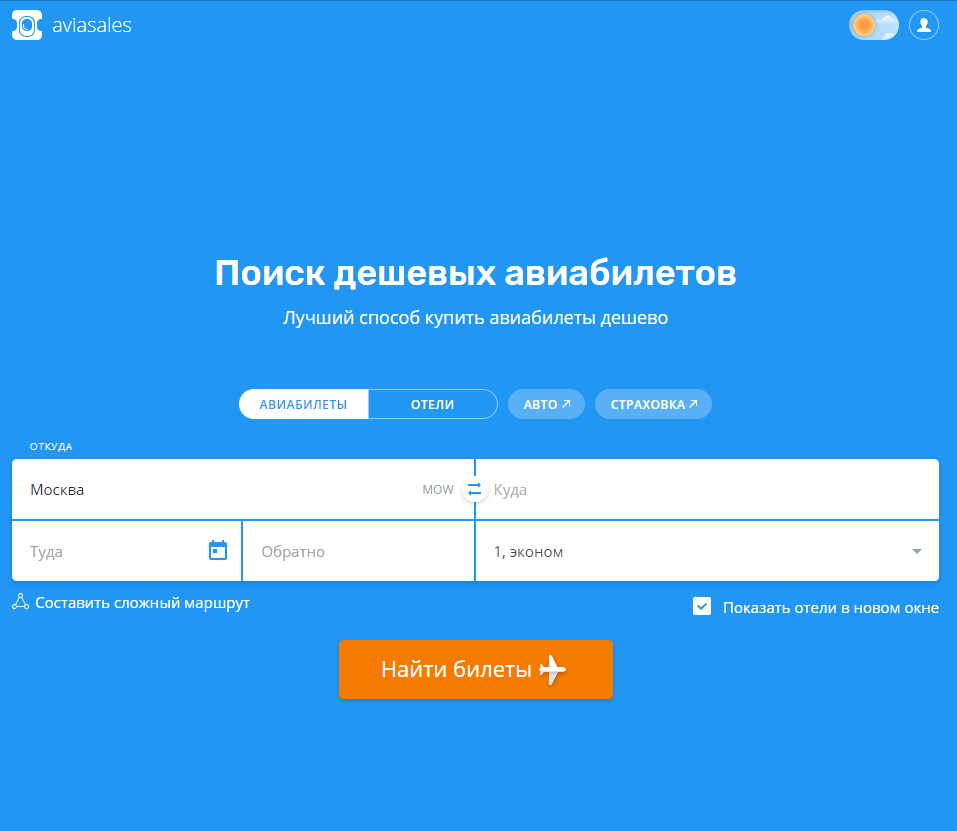 aviasales
Поиск дешевых авиабилетов
Лучший способ купить авиабилеты дешево
АВИАБИЛЕТЫ ОТЕЛИ АВТО СТРАХОВКА
ОТКУДА
Москва MOW Куда
Туда Обратно 1, эконом
Составить сложный маршрут Показать отели в новом окне
Найти билеты